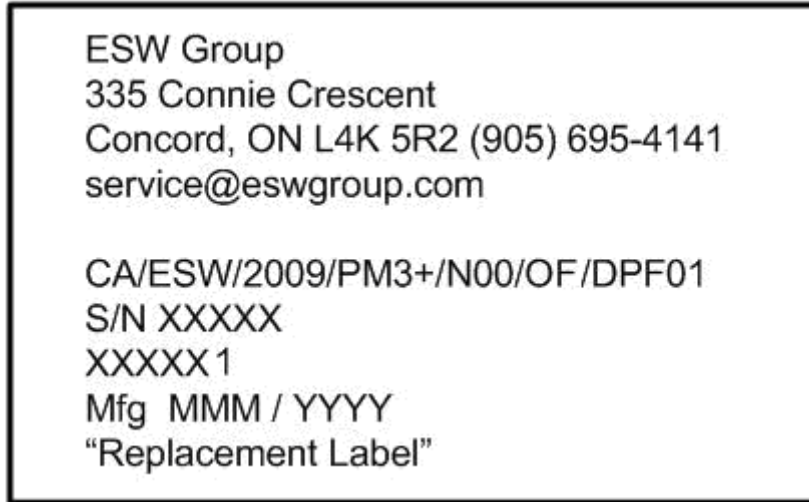 ESW Group
335 Connie Crescent
Concord, ON L4K 5R2 (905) 695-4141
service@eswgroup.com
CA/ESW/2009/PM3+/N00/OF/DPF01
S/N XXXXX
XXXXX1
Mfg MMM / YYYY
“Replacement Label”